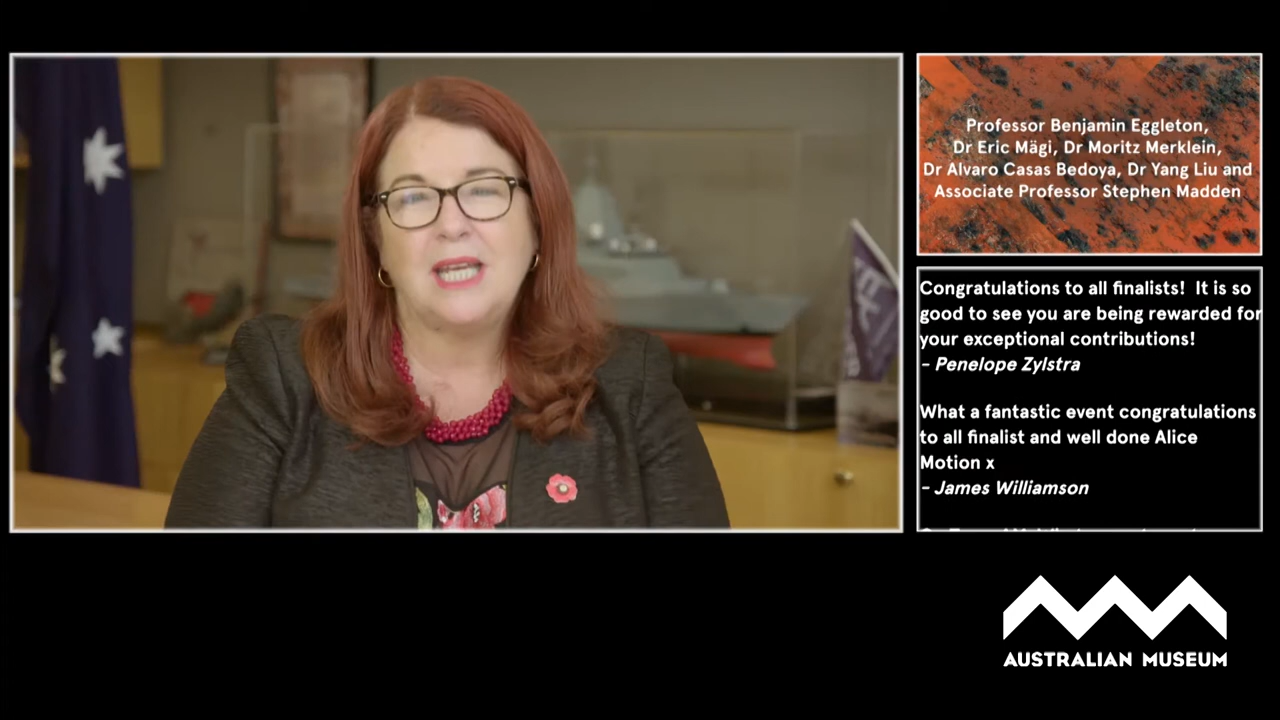 Professor Benjamin Eggleton,
Dr Eric Mägi, Dr Moritz Merklein,
Dr Alvaro Casas Bedoya, Dr Yang Liu and
Associate Professor Stephen Madden
Congratulations to all finalists! It is so
good to see you are being rewarded for
your exceptional contributions!
– Penelope Zylstra
What a fantastic event congratulations
to all finalist and well done Alice
Motion x
– James Williamson
AUSTRALIAN MUSEUM